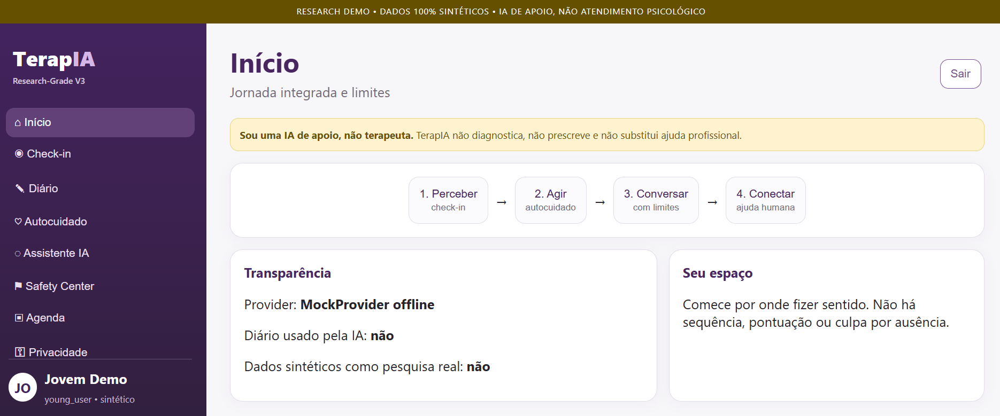 RESEARCH DEMO • DADOS 100% SINTÉTICOS • IA DE APOIO, NÃO ATENDIMENTO PSICOLÓGICO
TerapIA
Research-Grade V3
⌂ Início
◉ Check-in
✎ Diário
♡ Autocuidado
◌ Assistente IA
⚑ Safety Center
▣ Agenda
⚿ Privacidade
JO
Jovem Demo
young_user • sintético
Início
Jornada integrada e limites
Sair
Sou uma IA de apoio, não terapeuta. TerapIA não diagnostica, não prescreve e não substitui ajuda profissional.
1. Perceber
check-in
→
2. Agir
autocuidado
→
3. Conversar
com limites
→
4. Conectar
ajuda humana
Transparência
Provider: MockProvider offline
Diário usado pela IA: não
Dados sintéticos como pesquisa real: não
Seu espaço
Comece por onde fizer sentido. Não há
sequência, pontuação ou culpa por ausência.